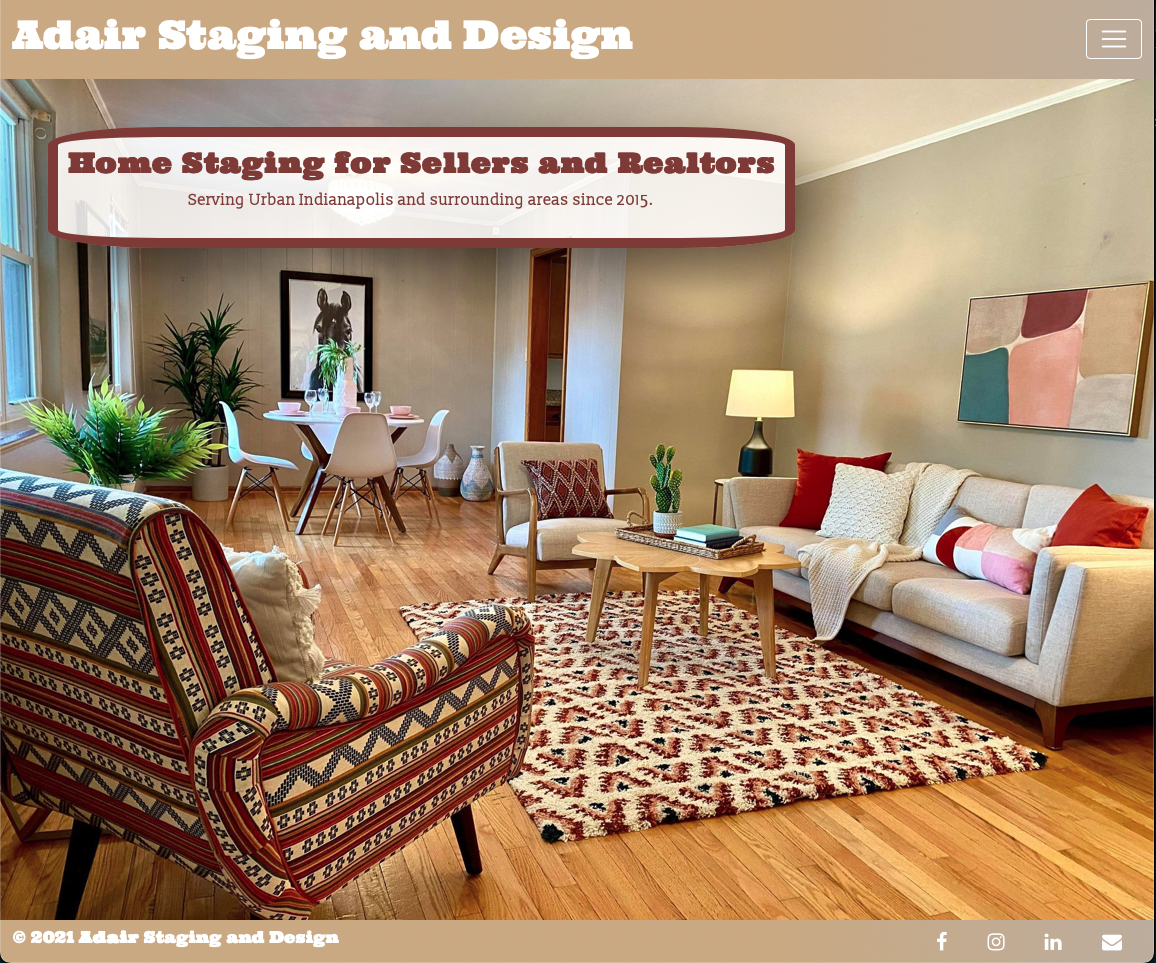 Adair Staging and Design
Home Staging for Sellers and Realtors
Serving Urban Indianapolis and surrounding areas since 2015.
© 2021 Adair Staging and Design